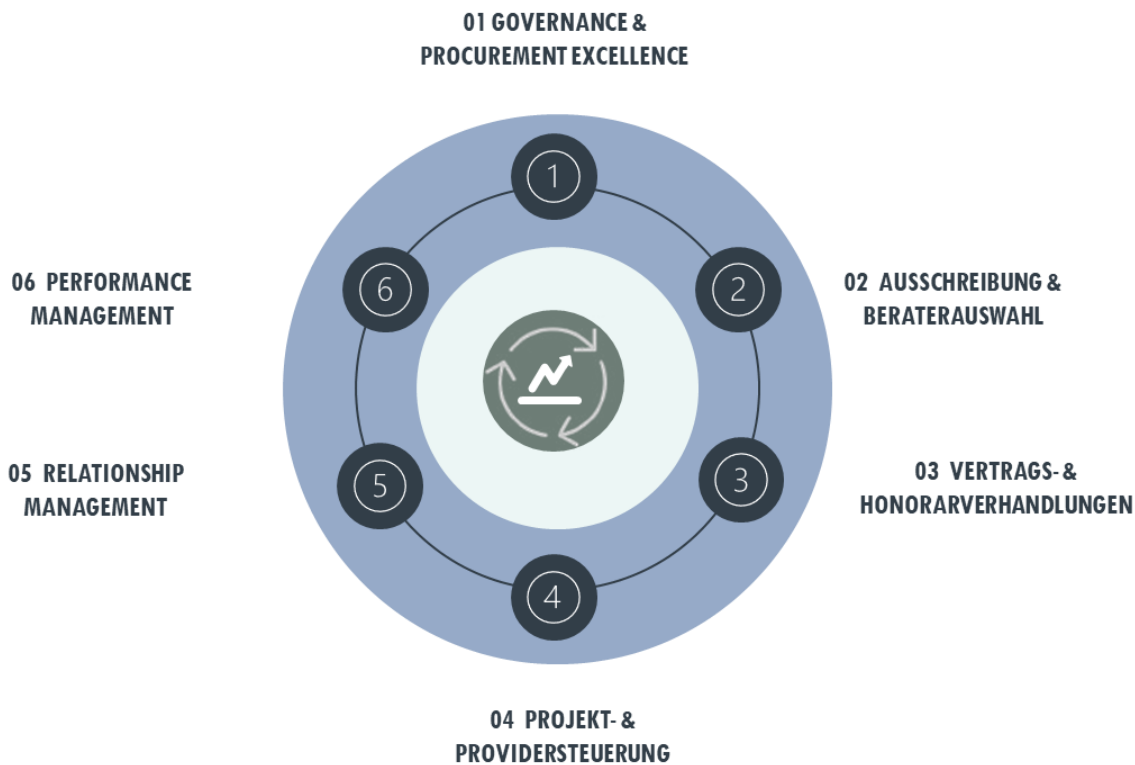 01 GOVERNANCE &
PROCUREMENT EXCELLENCE
1
2
3
4
5
6
02 AUSSCHREIBUNG &
BERATERAUSWAHL
03 VERTRAGS- &
HONORARVERHANDLUNGEN
04 PROJEKT- &
PROVIDERSTEUERUNG
05 RELATIONSHIP
MANAGEMENT
06 PERFORMANCE
MANAGEMENT